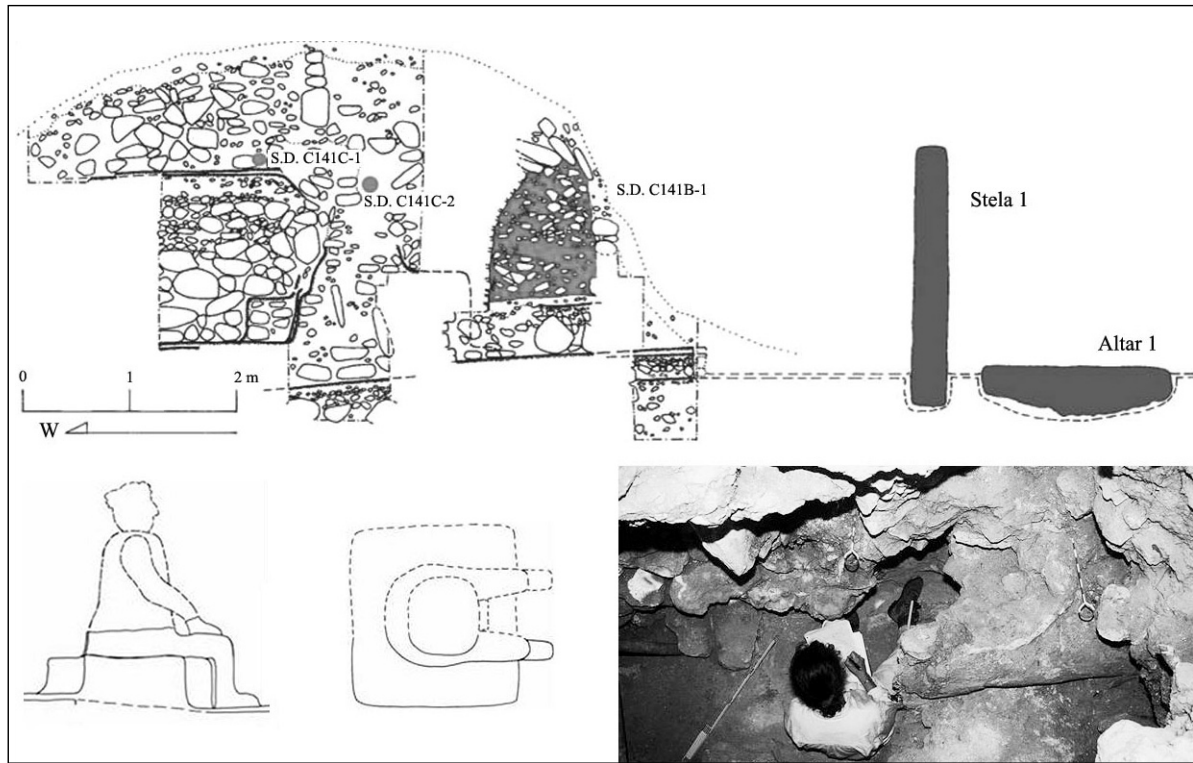 S.D. C141C-1
S.D. C141C-2
S.D. C141B-1
Stela 1
Altar 1
0 1 2 m
W